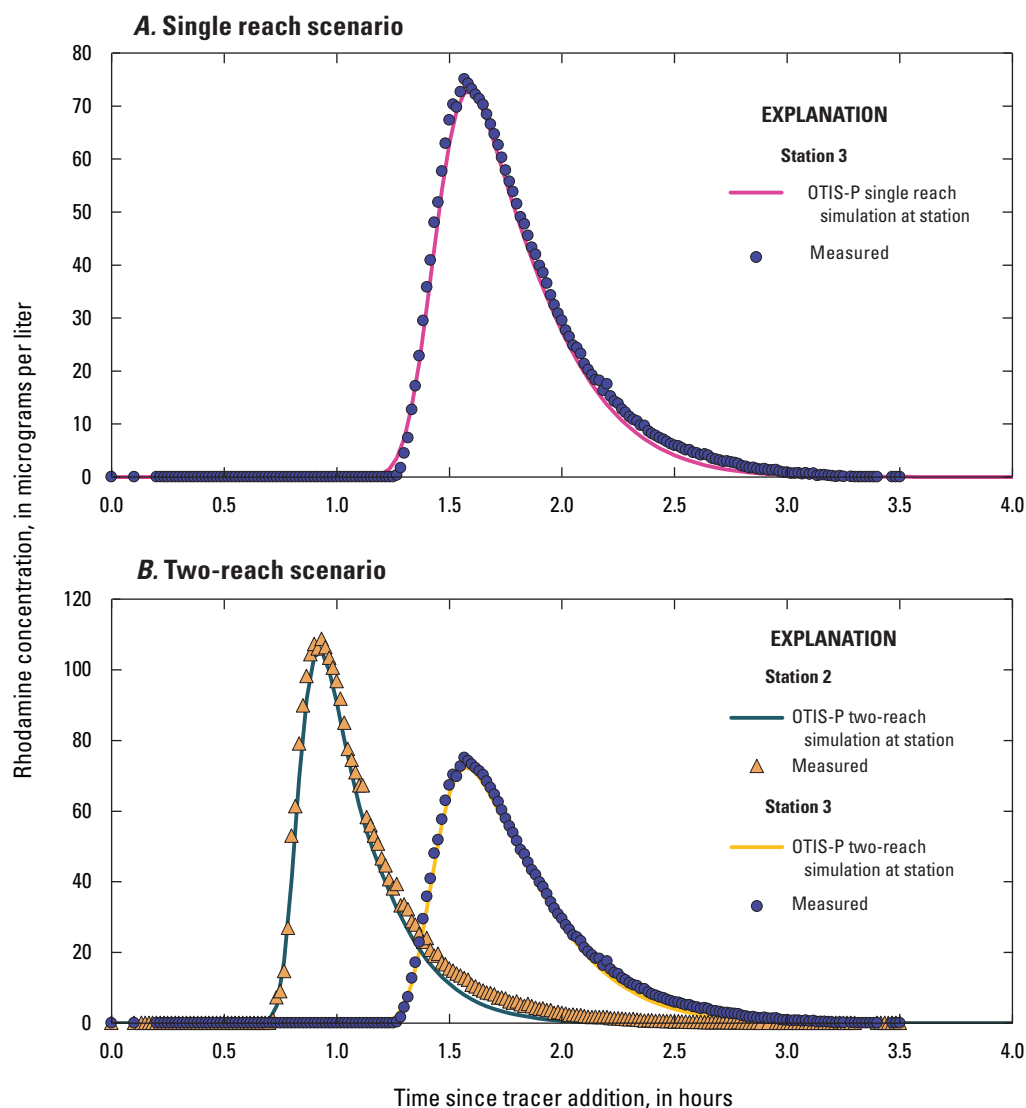 A. Single reach scenario
80
70
60
50
40
30
20
10
0
0.0 0.5 1.0 1.5 2.0 2.5 3.0 3.5 4.0
EXPLANATION
Station 3
OTIS-P single reach
simulation at station
Measured
Rhodamine concentration, in micrograms per liter
B. Two-reach scenario
120
100
80
60
40
20
0
0.0 0.5 1.0 1.5 2.0 2.5 3.0 3.5 4.0
EXPLANATION
Station 2
OTIS-P two-reach
simulation at station
Measured
Station 3
OTIS-P two-reach
simulation at station
Measured
Time since tracer addition, in hours